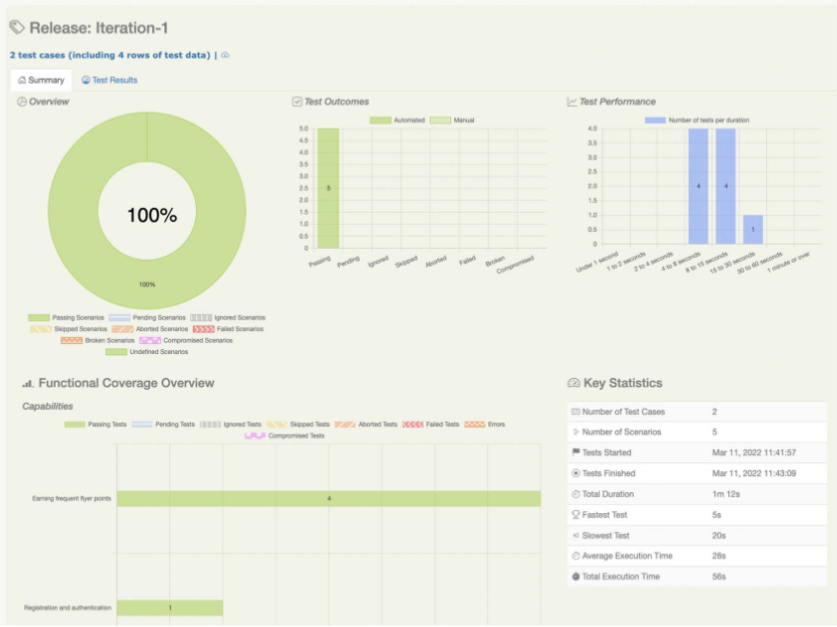 Release: Iteration-1
2 test cases (including 4 rows of test data) |
Summary
Test Results
Overview
100%
100%
Passing Scenarios Pending Scenarios Ignored Scenarios
Skipped Scenarios Aborted Scenarios Failed Scenarios
Broken Scenarios Compromised Scenarios
Undefined Scenarios
Test Outcomes
Automated Manual
5.0
4.5
4.0
3.5
3.0
2.5
2.0
1.5
1.0
0.5
0
5
Passing Pending Ignored Skipped Aborted Failed Broken Compromised
Test Performance
Number of tests per duration
4.0
3.5
3.0
2.5
2.0
1.5
1.0
0.5
0
4 4 1
Under 1 second 1 to 2 seconds 2 to 4 seconds 4 to 8 seconds 8 to 15 seconds 15 to 30 seconds 30 to 60 seconds 1 minute or over
Functional Coverage Overview
Capabilities
Passing Tests Pending Tests Ignored Tests Skipped Tests Aborted Tests Failed Tests Errors
Compromised Tests
Earning frequent flyer points 4
Registration and authentication 1
Key Statistics
Number of Test Cases 2
Number of Scenarios 5
Tests Started Mar 11, 2022 11:41:57
Tests Finished Mar 11, 2022 11:43:09
Total Duration 1m 12s
Fastest Test 5s
Slowest Test 20s
Average Execution Time 28s
Total Execution Time 56s